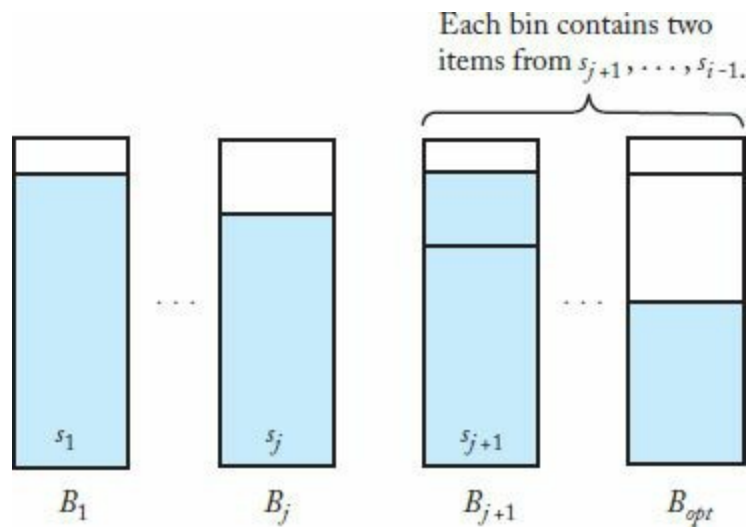 Each bin contains two
items from s_{j+1}, . . . , s_{i-1}.
. . .
. . .
s_1
s_j
s_{j+1}
B_1
B_j
B_{j+1}
B_{opt}